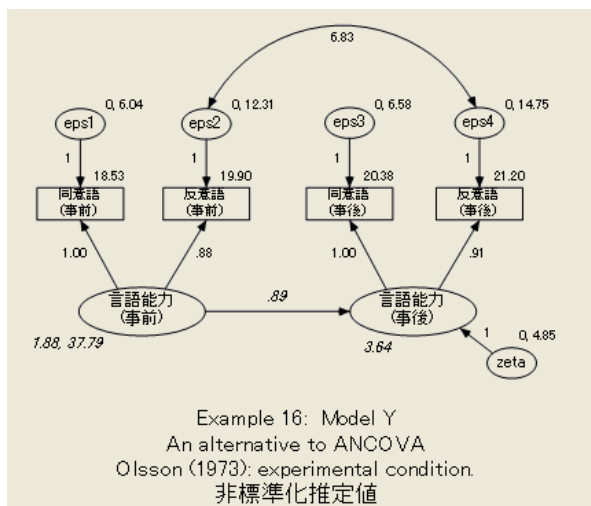 6.83
0, 6.04
0, 12.31
0, 6.58
0, 14.75
eps1
eps2
eps3
eps4
1
1
1
1
18.53
19.90
20.38
21.20
同意語
(事前)
反意語
(事前)
同意語
(事後)
反意語
(事後)
1.00
.88
1.00
.91
言語能力
(事前)
.89
言語能力
(事後)
1.88, 37.79
3.64
1
0, 4.85
zeta
Example 16: Model Y
An alternative to ANCOVA
Olsson (1973): experimental condition.
非標準化推定値